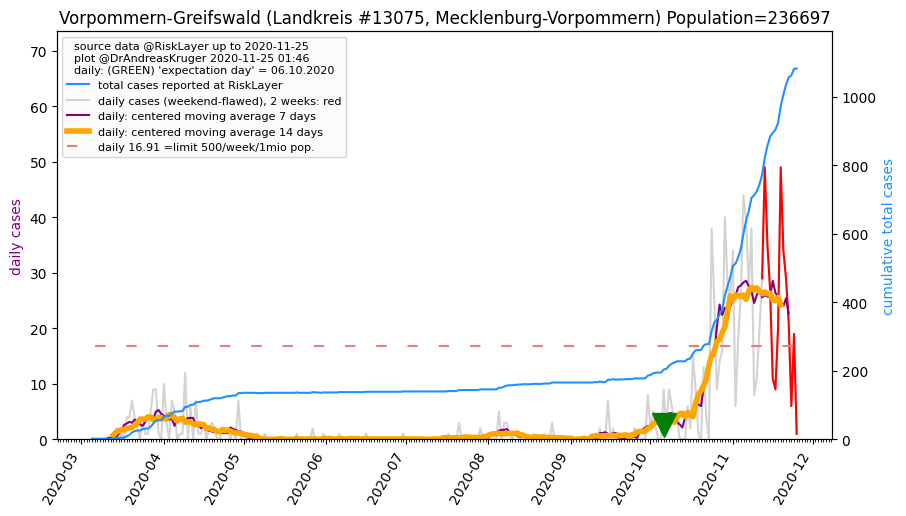 Vorpommern-Greifswald (Landkreis #13075, Mecklenburg-Vorpommern) Population=236697
source data @RiskLayer up to 2020-11-25
plot @DrAndreasKruger 2020-11-25 01:46
daily: (GREEN) 'expectation day' = 06.10.2020
total cases reported at RiskLayer
daily cases (weekend-flawed), 2 weeks: red
daily: centered moving average 7 days
daily: centered moving average 14 days
daily 16.91 =limit 500/week/1mio pop.
daily cases
70
60
50
40
30
20
10
0
cumulative total cases
1000
800
600
400
200
0
2020-03
2020-04
2020-05
2020-06
2020-07
2020-08
2020-09
2020-10
2020-11
2020-12